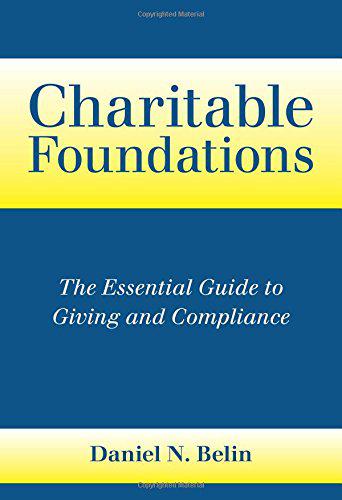 Copyrighted Material
Charitable
Foundations
The Essential Guide to
Giving and Compliance
Daniel N. Belin
Copyrighted Material